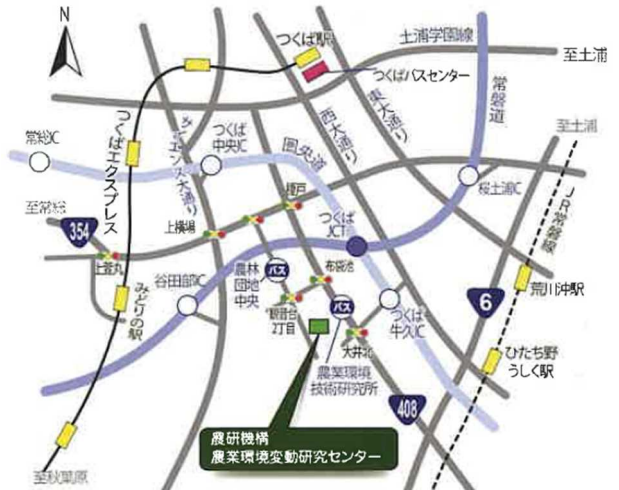 N
つくば駅
土浦学園線
至土浦
つくばバスセンター
常磐道
東大通り
西大通り
至土浦
常総IC
つくばエクスプレス
サイエンス大通り
つくば
中央IC
圏央道
JR常磐線
榎戸
桜土浦IC
至常総
354
上横場
つくば
JCT
上萱丸
谷田部IC
農林
団地
中央
バス
布袋池
荒川沖駅
みどりの駅
観音台
2丁目
バス
つくば
牛久IC
6
大井北
ひたち野
うしく駅
農業環境
技術研究所
408
農研機構
農業環境変動研究センター
至秋葉原